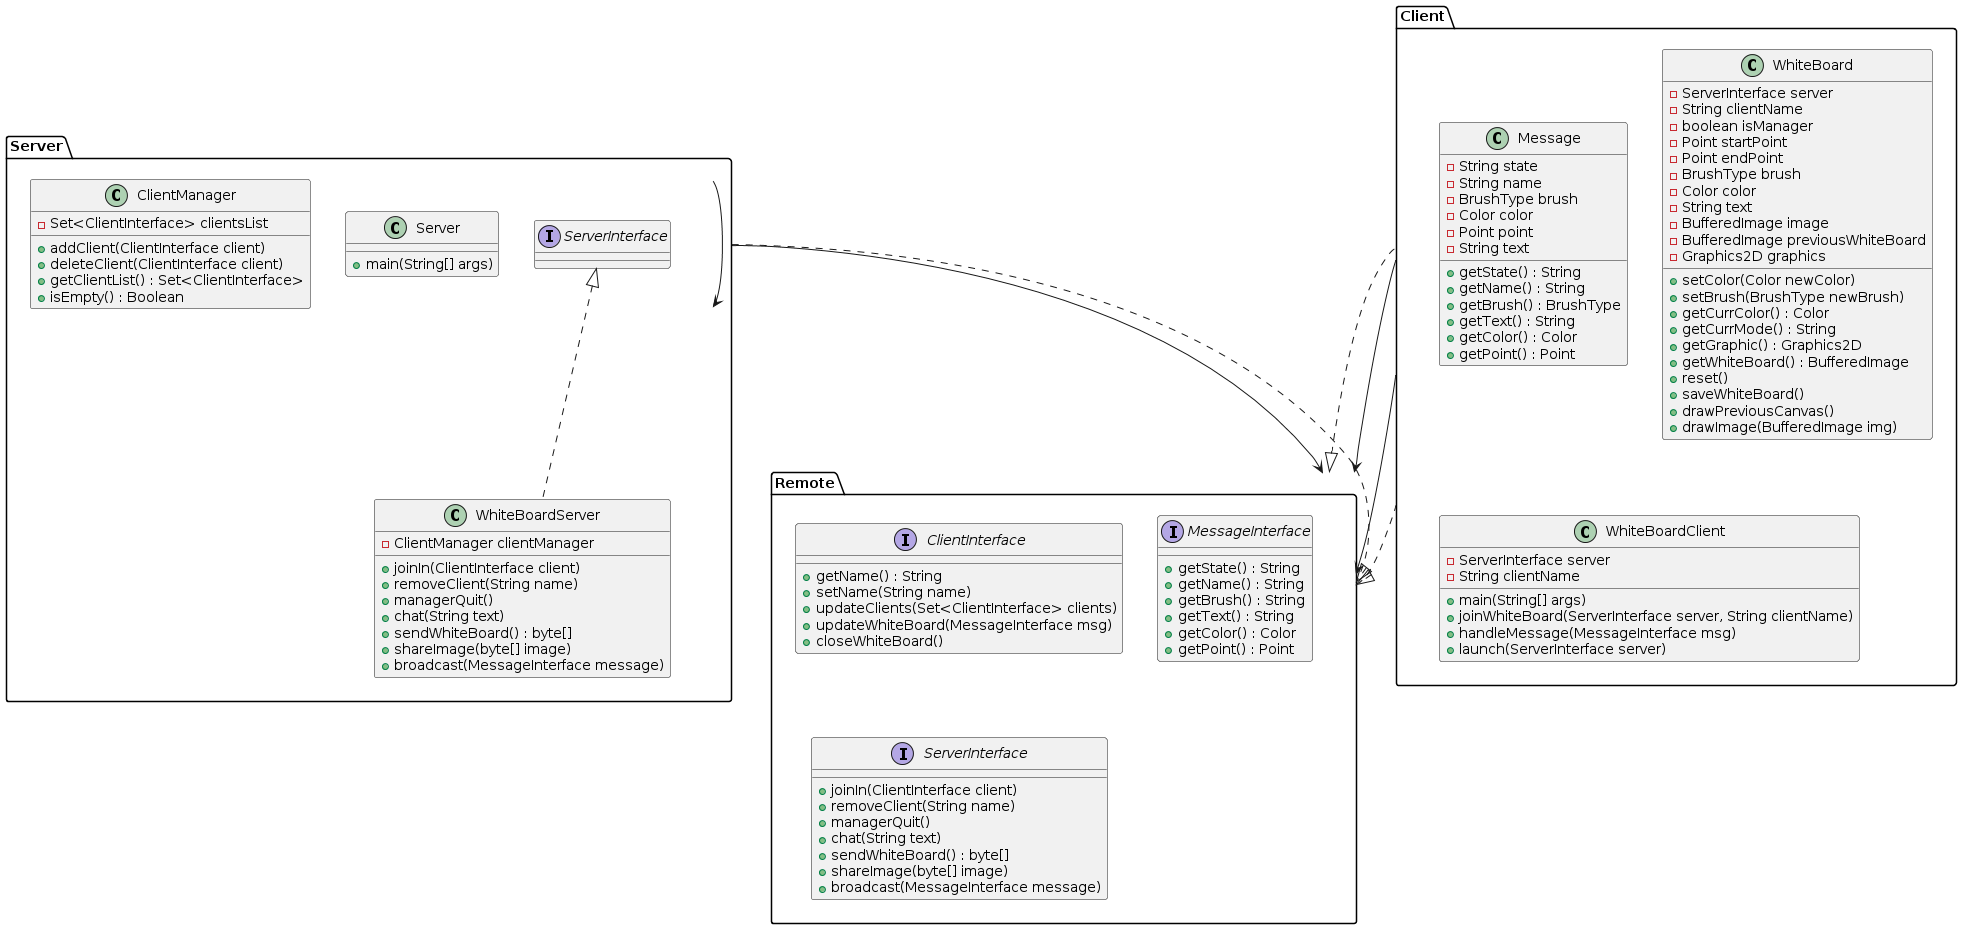 Server
C ClientManager
Set<ClientInterface> clientsList
addClient(ClientInterface client)
deleteClient(ClientInterface client)
getClientList() : Set<ClientInterface>
isEmpty() : Boolean
C Server
main(String[] args)
I ServerInterface
C WhiteBoardServer
ClientManager clientManager
joinIn(ClientInterface client)
removeClient(String name)
managerQuit()
chat(String text)
sendWhiteBoard() : byte[]
shareImage(byte[] image)
broadcast(MessageInterface message)
Remote
I ClientInterface
getName() : String
setName(String name)
updateClients(Set<ClientInterface> clients)
updateWhiteBoard(MessageInterface msg)
closeWhiteBoard()
I MessageInterface
getState() : String
getName() : String
getBrush() : String
getText() : String
getColor() : Color
getPoint() : Point
I ServerInterface
joinIn(ClientInterface client)
removeClient(String name)
managerQuit()
chat(String text)
sendWhiteBoard() : byte[]
shareImage(byte[] image)
broadcast(MessageInterface message)
Client
C Message
String state
String name
BrushType brush
Color color
Point point
String text
getState() : String
getName() : String
getBrush() : BrushType
getText() : String
getColor() : Color
getPoint() : Point
C WhiteBoard
ServerInterface server
String clientName
boolean isManager
Point startPoint
Point endPoint
BrushType brush
Color color
String text
BufferedImage image
BufferedImage previousWhiteBoard
Graphics2D graphics
setColor(Color newColor)
setBrush(BrushType newBrush)
getCurrColor() : Color
getCurrMode() : String
getGraphic() : Graphics2D
getWhiteBoard() : BufferedImage
reset()
saveWhiteBoard()
drawPreviousCanvas()
drawImage(BufferedImage img)
C WhiteBoardClient
ServerInterface server
String clientName
main(String[] args)
joinWhiteBoard(ServerInterface server, String clientName)
handleMessage(MessageInterface msg)
launch(ServerInterface server)